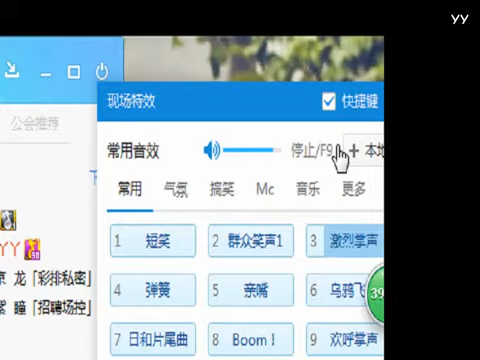 YY
现场特效 快捷键
公会推荐
常用音效 停止/F9 + 本地
常用 气氛 搞笑 Mc 音乐 更多
1 短笑 2 群众笑声1 3 激烈掌声
YY
龙「彩排私密」
4 弹簧 5 亲嘴 6 乌鸦飞
39
瞳「招聘场控」
7 日和片尾曲 8 Boom！ 9 欢呼掌声